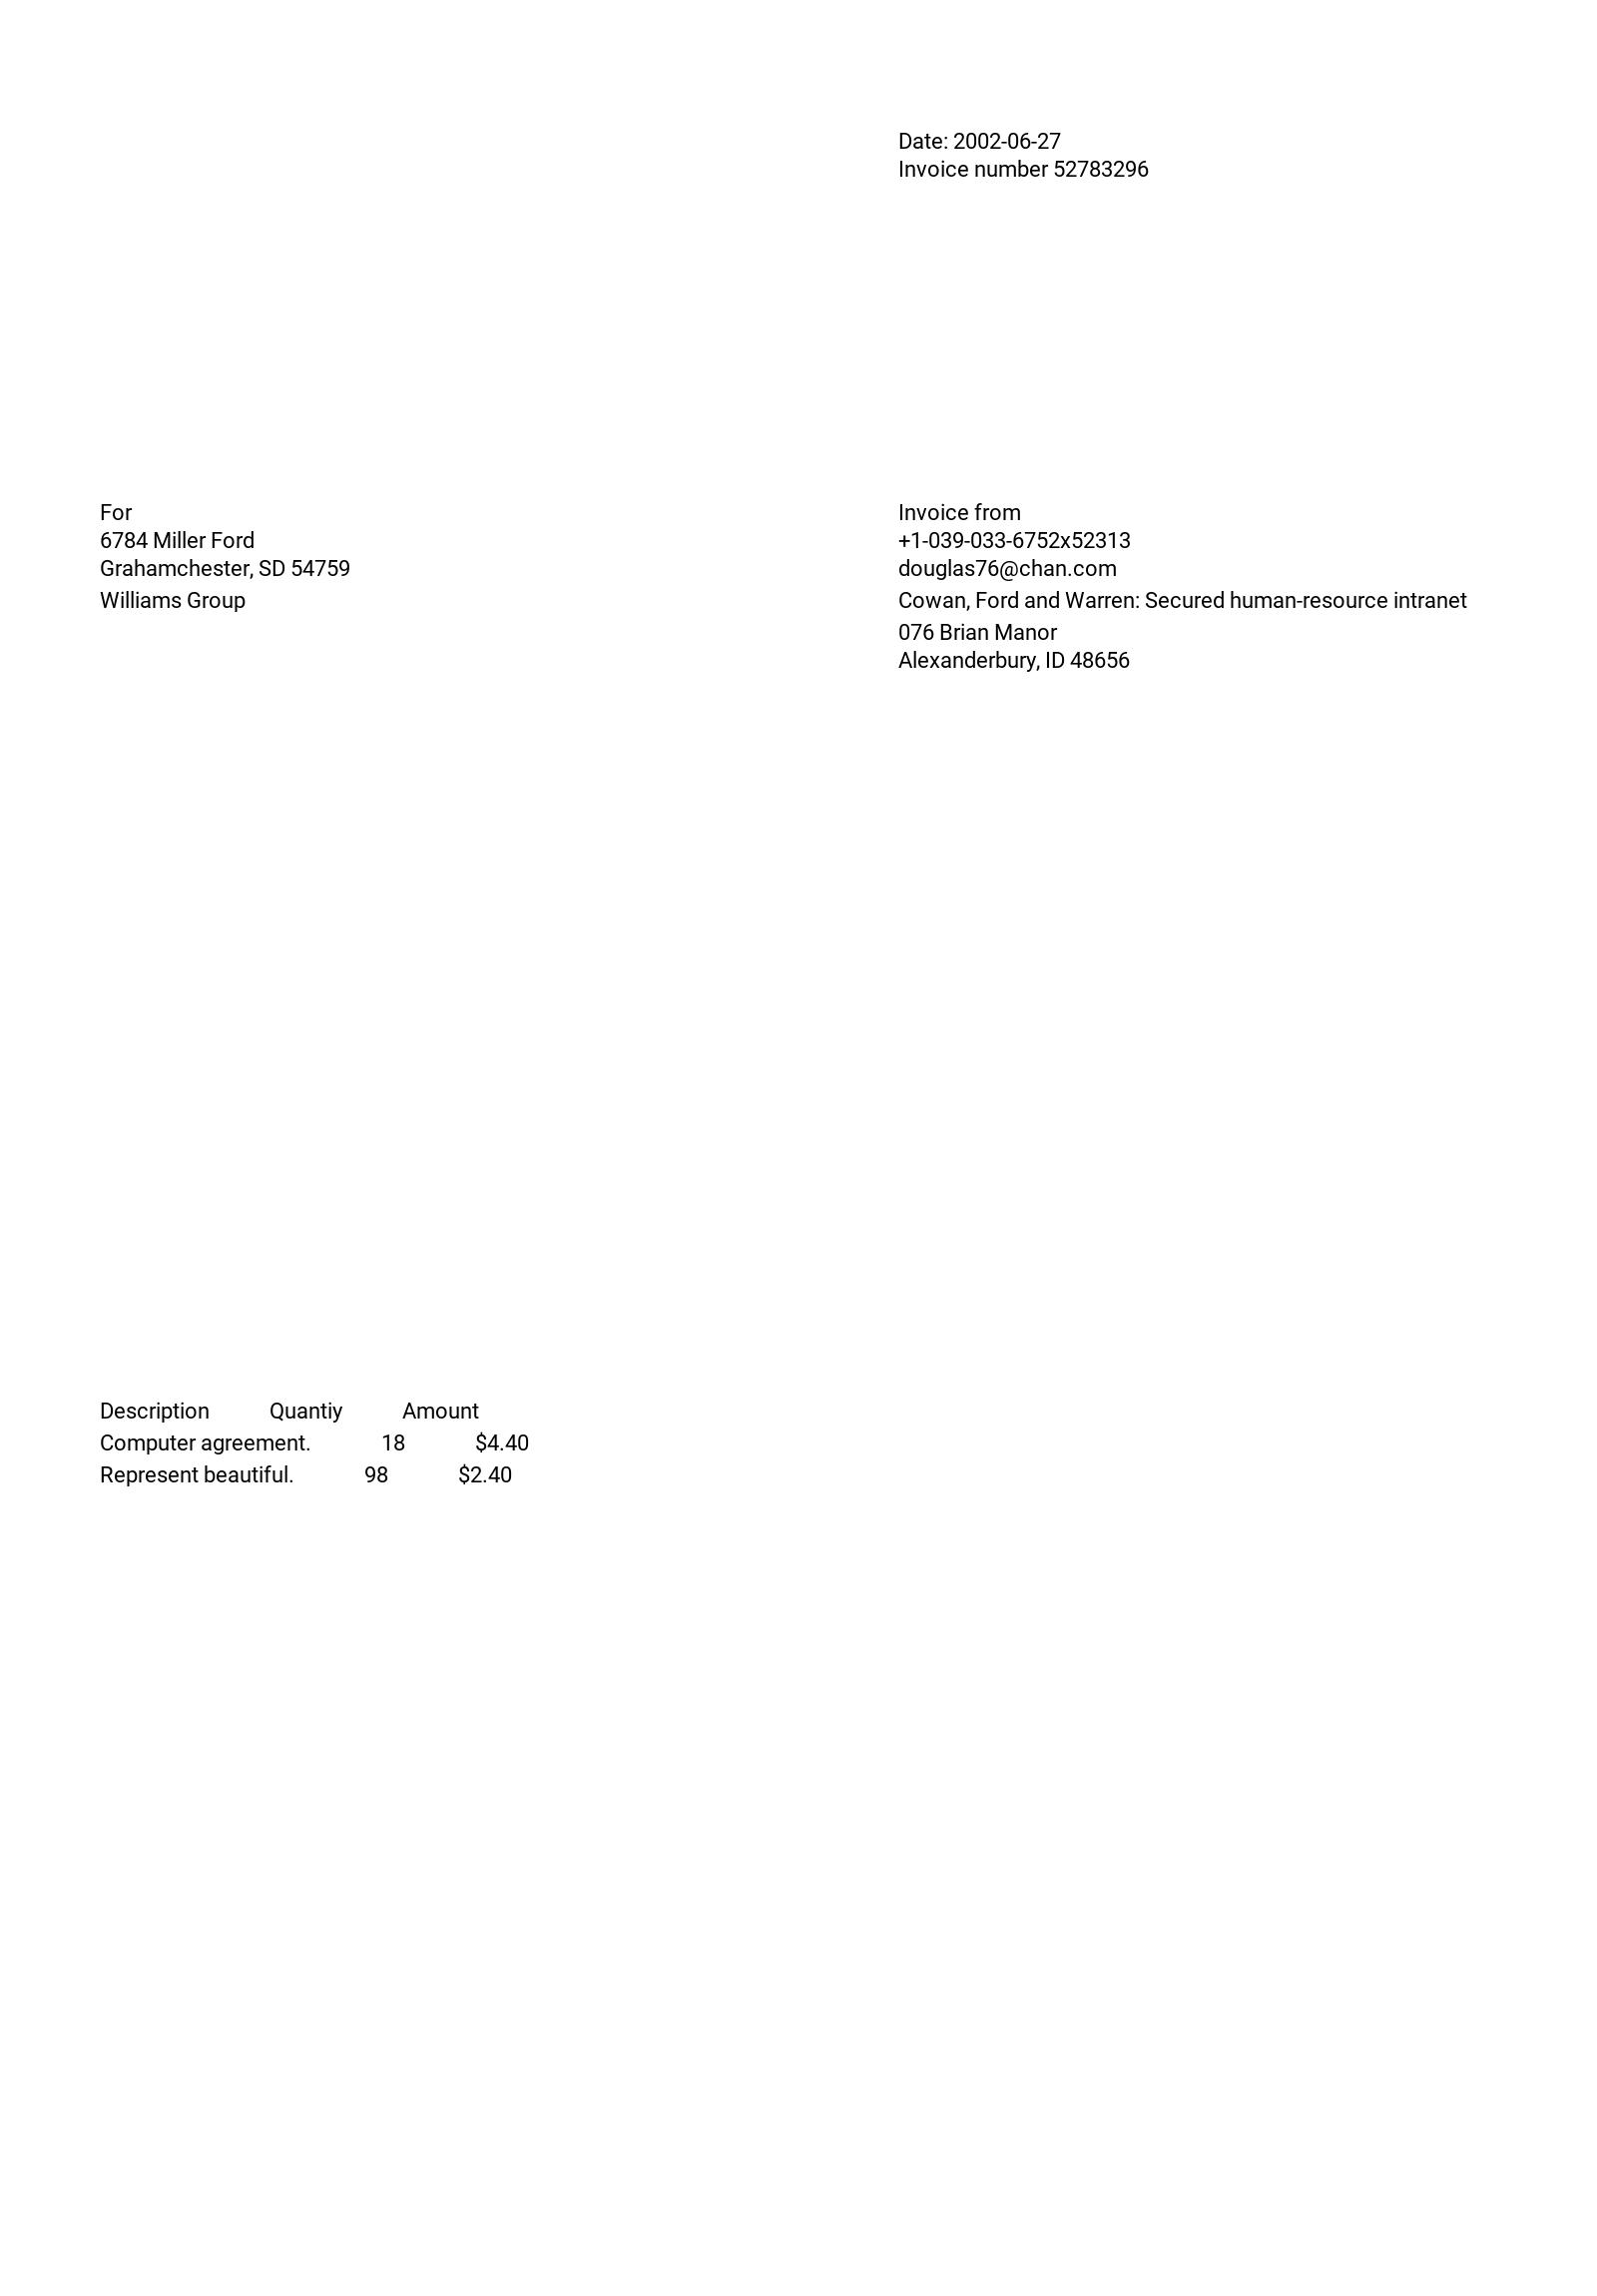 Date: 2002-06-27
Invoice number 52783296
For
6784 Miller Ford
Grahamchester, SD 54759
Williams Group
Invoice from
+1-039-033-6752x52313
douglas76@chan.com
Cowan, Ford and Warren: Secured human-resource intranet
076 Brian Manor
Alexanderbury, ID 48656
Description Quantiy Amount
Computer agreement. 18 $4.40
Represent beautiful. 98 $2.40